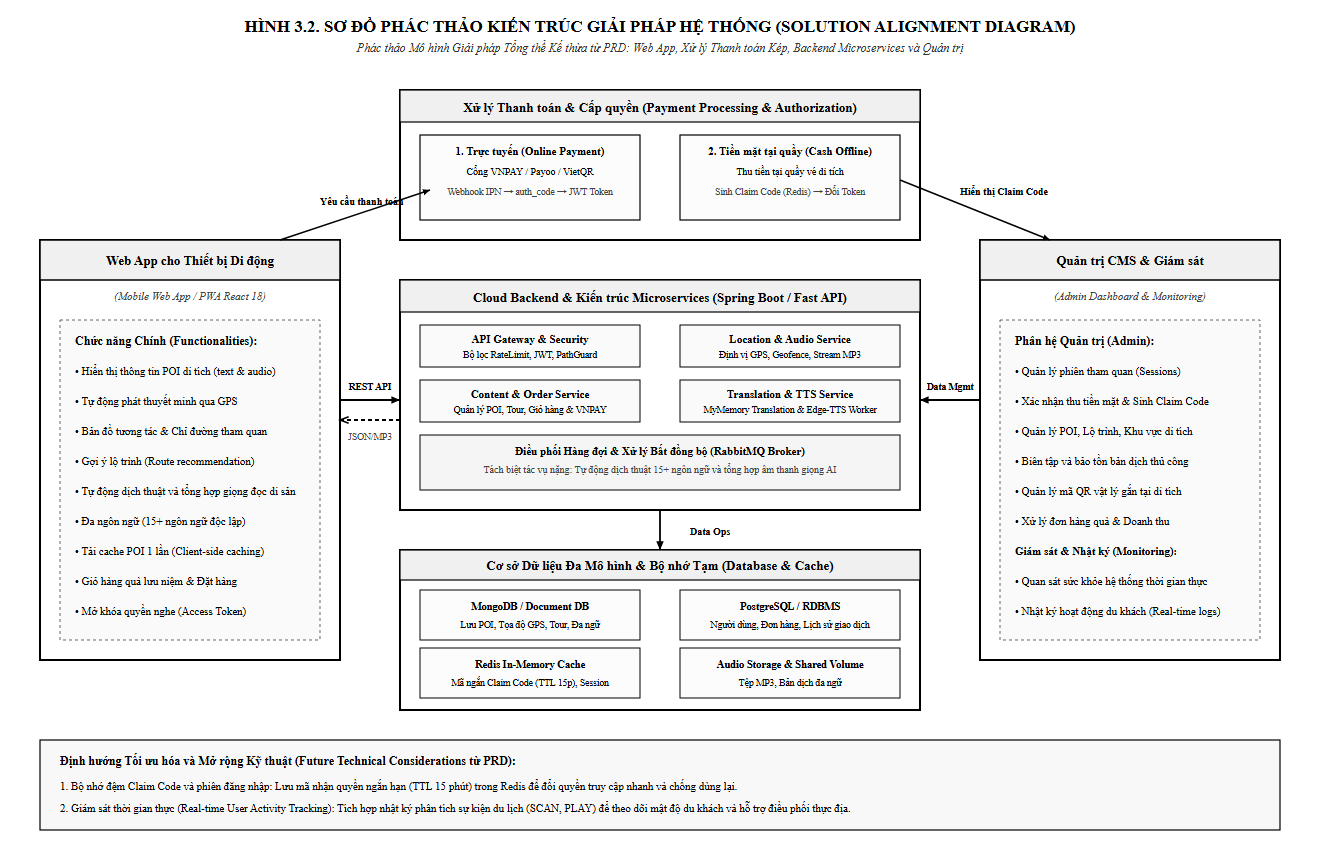 HÌNH 3.2. SƠ ĐỒ PHÁC THẢO KIẾN TRÚC GIẢI PHÁP HỆ THỐNG (SOLUTION ALIGNMENT DIAGRAM)
Phác thảo Mô hình Giải pháp Tổng thể Kế thừa từ PRD: Web App, Xử lý Thanh toán Kép, Backend Microservices và Quản trị
Xử lý Thanh toán & Cấp quyền (Payment Processing & Authorization)
1. Trực tuyến (Online Payment)
Cổng VNPAY / Payoo / VietQR
Webhook IPN → auth_code → JWT Token
2. Tiền mặt tại quầy (Cash Offline)
Thu tiền tại quầy vé di tích
Sinh Claim Code (Redis) → Đổi Token
Yêu cầu thanh toán
Hiển thị Claim Code
Web App cho Thiết bị Di động
(Mobile Web App / PWA React 18)
Chức năng Chính (Functionalities):
• Hiển thị thông tin POI di tích (text & audio)
• Tự động phát thuyết minh qua GPS
• Bản đồ tương tác & Chỉ đường tham quan
• Gợi ý lộ trình (Route recommendation)
• Tự động dịch thuật và tổng hợp giọng đọc di sản
• Đa ngôn ngữ (15+ ngôn ngữ độc lập)
• Tải cache POI 1 lần (Client-side caching)
• Giỏ hàng quà lưu niệm & Đặt hàng
• Mở khóa quyền nghe (Access Token)
REST API
JSON/MP3
Cloud Backend & Kiến trúc Microservices (Spring Boot / Fast API)
API Gateway & Security
Bộ lọc RateLimit, JWT, PathGuard
Location & Audio Service
Định vị GPS, Geofence, Stream MP3
Content & Order Service
Quản lý POI, Tour, Giỏ hàng & VNPAY
Translation & TTS Service
MyMemory Translation & Edge-TTS Worker
Điều phối Hàng đợi & Xử lý Bất đồng bộ (RabbitMQ Broker)
Tách biệt tác vụ nặng: Tự động dịch thuật 15+ ngôn ngữ và tổng hợp âm thanh giọng AI
Data Ops
Cơ sở Dữ liệu Đa Mô hình & Bộ nhớ Tạm (Database & Cache)
MongoDB / Document DB
Lưu POI, Tọa độ GPS, Tour, Đa ngữ
PostgreSQL / RDBMS
Người dùng, Đơn hàng, Lịch sử giao dịch
Redis In-Memory Cache
Mã ngắn Claim Code (TTL 15p), Session
Audio Storage & Shared Volume
Tệp MP3, Bản dịch đa ngữ
Data Mgmt
Quản trị CMS & Giám sát
(Admin Dashboard & Monitoring)
Phân hệ Quản trị (Admin):
• Quản lý phiên tham quan (Sessions)
• Xác nhận thu tiền mặt & Sinh Claim Code
• Quản lý POI, Lộ trình, Khu vực di tích
• Biên tập và bảo tồn bản dịch thủ công
• Quản lý mã QR vật lý gắn tại di tích
• Xử lý đơn hàng quà & Doanh thu
Giám sát & Nhật ký (Monitoring):
• Quan sát sức khỏe hệ thống thời gian thực
• Nhật ký hoạt động du khách (Real-time logs)
Định hướng Tối ưu hóa và Mở rộng Kỹ thuật (Future Technical Considerations từ PRD):
1. Bộ nhớ đệm Claim Code và phiên đăng nhập: Lưu mã nhận quyền ngắn hạn (TTL 15 phút) trong Redis để đổi quyền truy cập nhanh và chống dùng lại.
2. Giám sát thời gian thực (Real-time User Activity Tracking): Tích hợp nhật ký phân tích sự kiện du lịch (SCAN, PLAY) để theo dõi mật độ du khách và hỗ trợ điều phối thực địa.